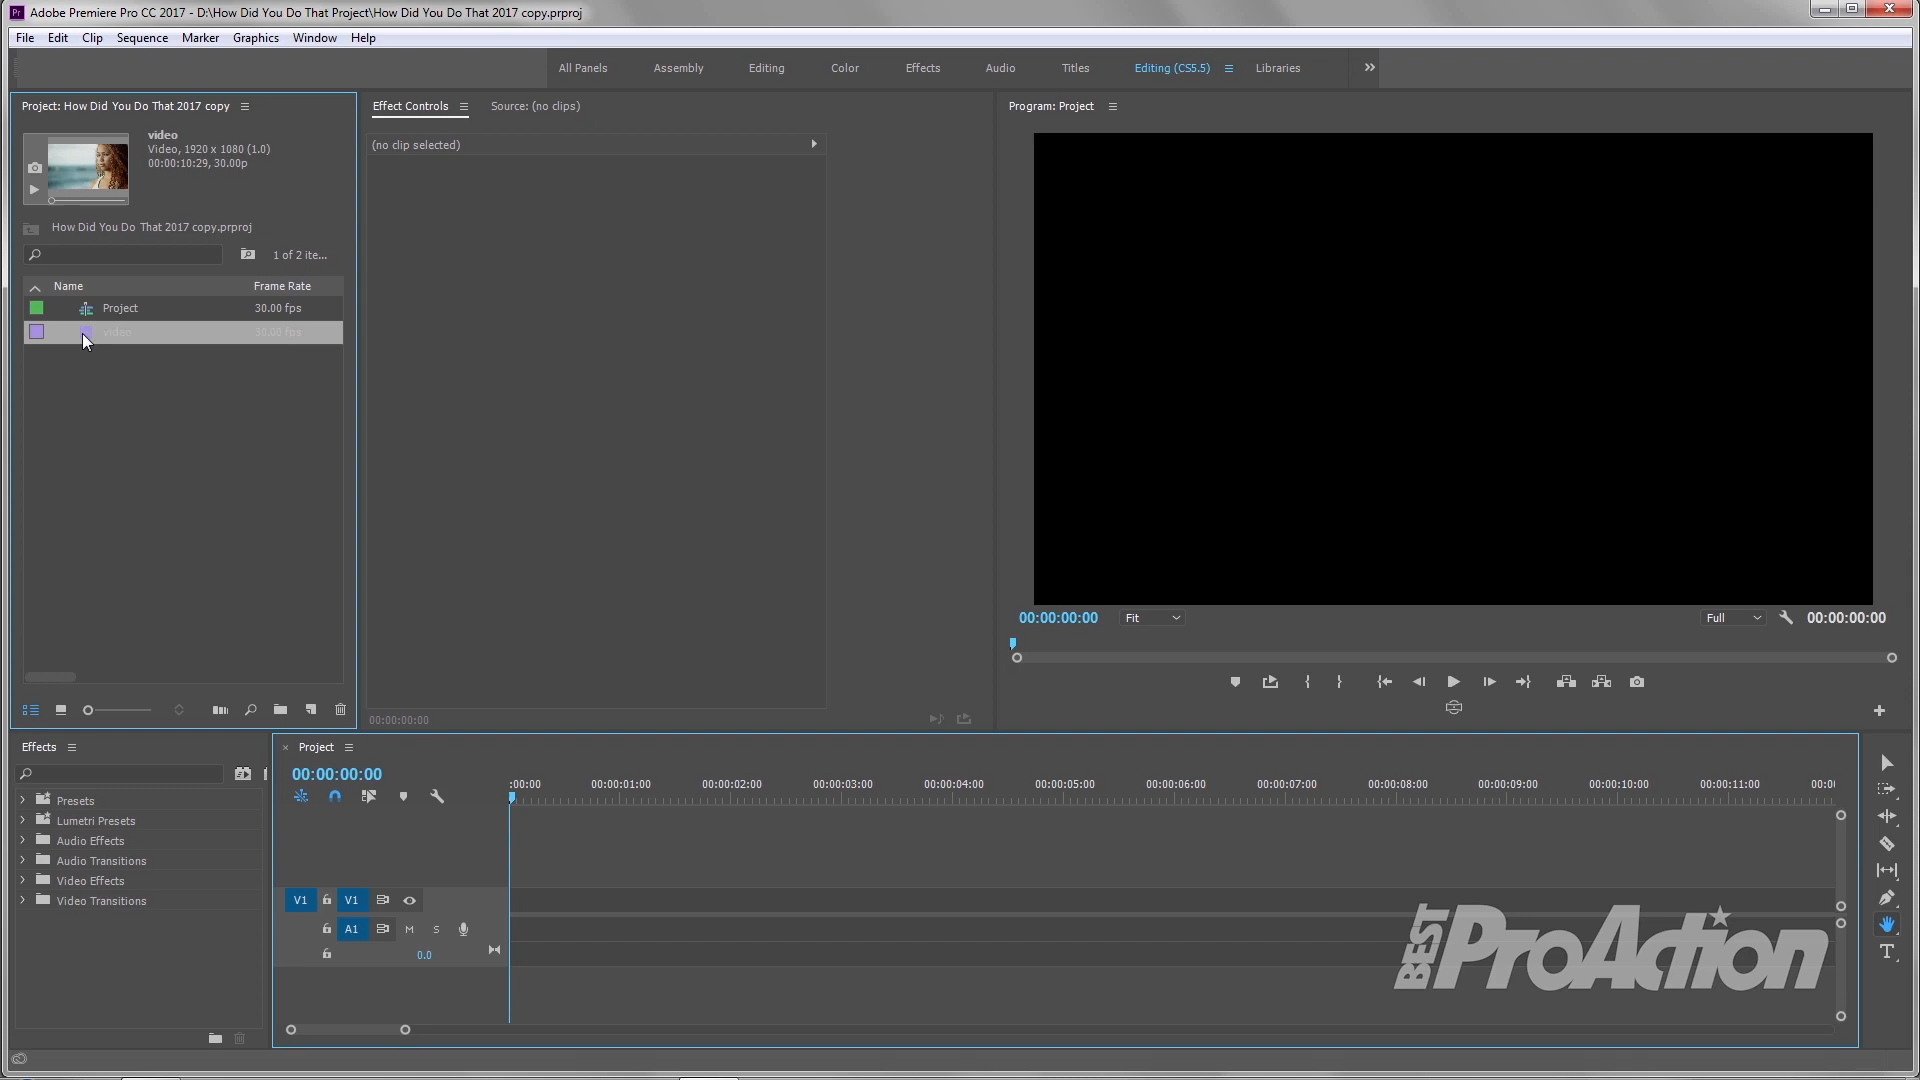 Adobe Premiere Pro CC 2017 - D:\How Did You Do That Project\How Did You Do That 2017 copy.prproj
File Edit Clip Sequence Marker Graphics Window Help
All Panels Assembly Editing Color Effects Audio Titles Editing (CS5.5) Libraries
Project: How Did You Do That 2017 copy
video
Video, 1920 x 1080 (1.0)
00:00:10:29, 30.00p
How Did You Do That 2017 copy.prproj
1 of 2 ite...
Name Frame Rate
Project 30.00 fps
video 30.00 fps
Effect Controls Source: (no clips)
(no clip selected)
00:00:00:00
Program: Project
00:00:00:00 Fit Full 00:00:00:00
Effects
Presets
Lumetri Presets
Audio Effects
Audio Transitions
Video Effects
Video Transitions
Project
00:00:00:00
:00:00 00:00:01:00 00:00:02:00 00:00:03:00 00:00:04:00 00:00:05:00 00:00:06:00 00:00:07:00 00:00:08:00 00:00:09:00 00:00:10:00 00:00:11:00 00:0
V1 V1
A1 M S
0.0
BEST ProAction